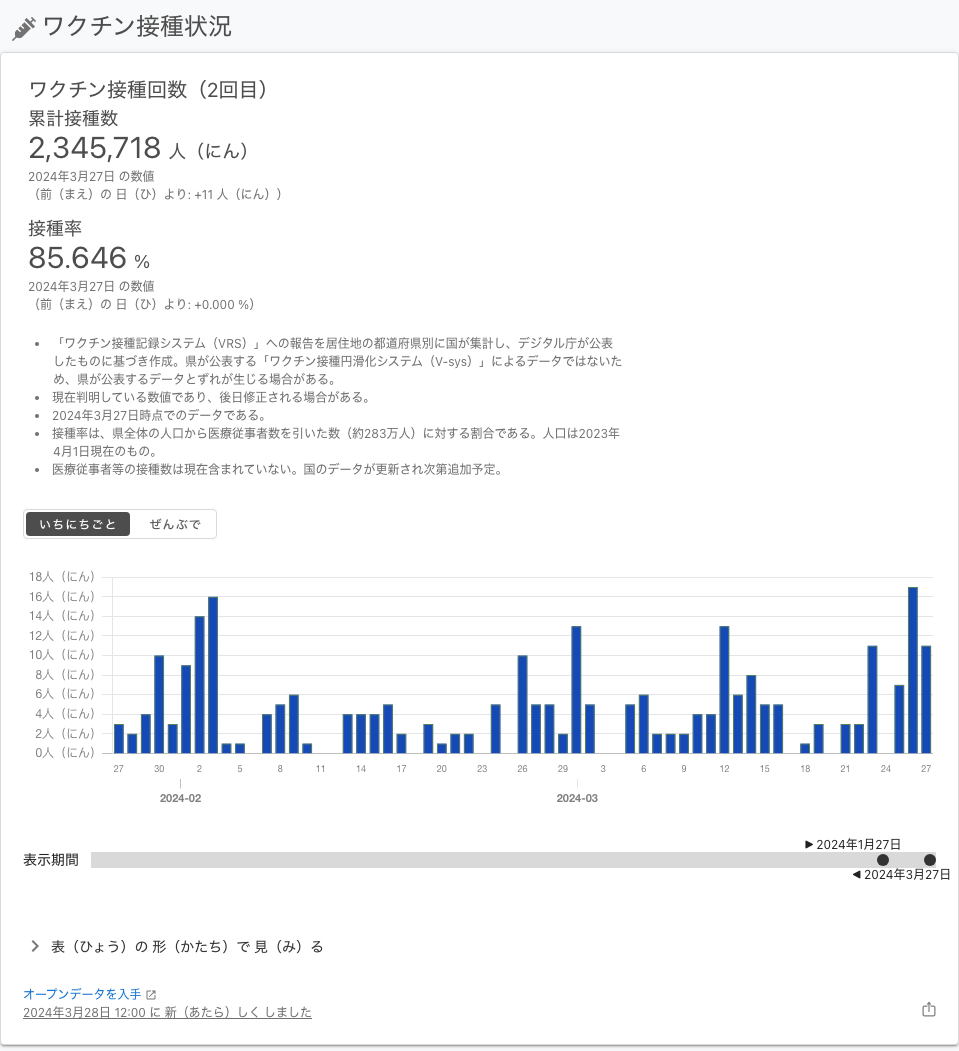 ワクチン接種状況
ワクチン接種回数（2回目）
累計接種数
2,345,718 人（にん）
2024年3月27日 の数値
（前（まえ）の 日（ひ）より: +11 人（にん））
接種率
85.646 %
2024年3月27日 の数値
（前（まえ）の 日（ひ）より: +0.000 %）
• 「ワクチン接種記録システム（VRS）」への報告を居住地の都道府県別に国が集計し、デジタル庁が公表
したものに基づき作成。県が公表する「ワクチン接種円滑化システム（V-sys）」によるデータではないた
め、県が公表するデータとずれが生じる場合がある。
• 現在判明している数値であり、後日修正される場合がある。
• 2024年3月27日時点でのデータである。
• 接種率は、県全体の人口から医療従事者数を引いた数（約283万人）に対する割合である。人口は2023年
4月1日現在のもの。
• 医療従事者等の接種数は現在含まれていない。国のデータが更新され次第追加予定。
いちにちごと ぜんぶで
18人（にん）
16人（にん）
14人（にん）
12人（にん）
10人（にん）
8人（にん）
6人（にん）
4人（にん）
2人（にん）
0人（にん）
27 30 2 5 8 11 14 17 20 23 26 29 3 6 9 12 15 18 21 24 27
2024-02 2024-03
▶ 2024年1月27日
表示期間
◀ 2024年3月27日
表（ひょう）の 形（かたち）で 見（み）る
オープンデータを入手
2024年3月28日 12:00 に 新（あたら）しく しました